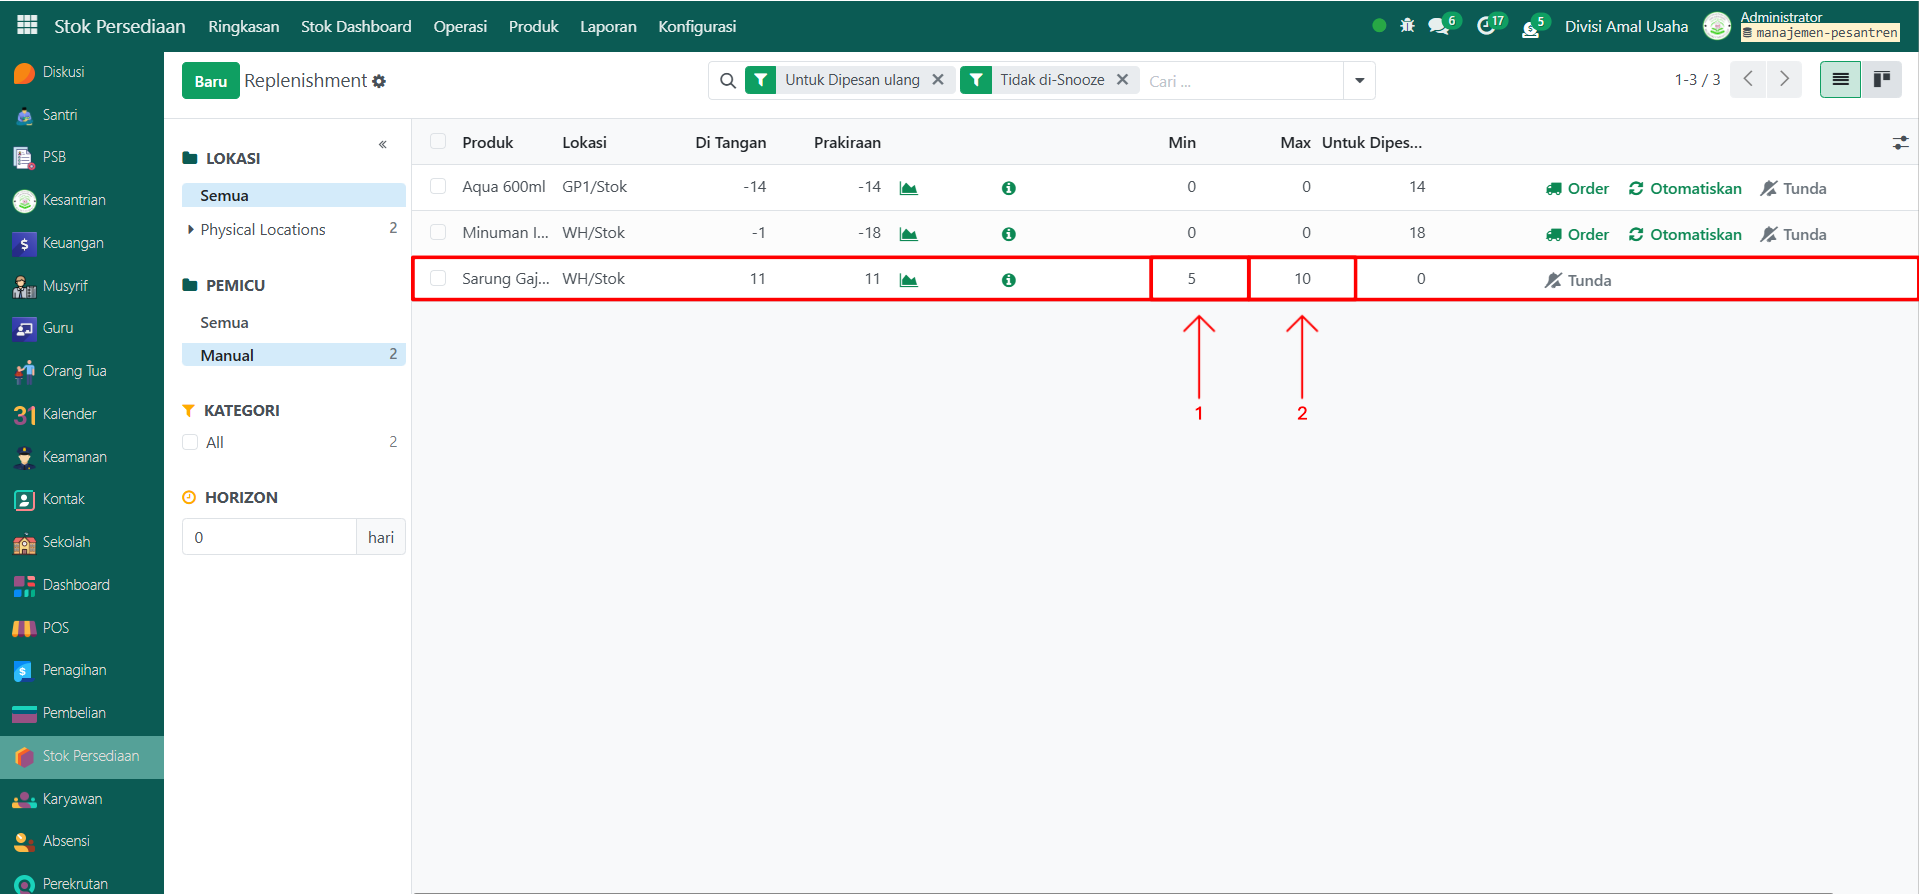 Stok Persediaan Ringkasan Stok Dashboard Operasi Produk Laporan Konfigurasi 6 17 5 Divisi Amal Usaha Administrator
manajemen-pesantren
Diskusi
Santri
PSB
Kesantrian
Keuangan
Musyrif
Guru
Orang Tua
31 Kalender
Keamanan
Kontak
Sekolah
Dashboard
POS
Penagihan
Pembelian
Stok Persediaan
Karyawan
Absensi
Perekrutan
Baru Replenishment Untuk Dipesan ulang Tidak di-Snooze Cari ... 1-3 / 3
LOKASI
Semua
Physical Locations 2
PEMICU
Semua
Manual 2
KATEGORI
All 2
HORIZON
0 hari
Produk Lokasi Di Tangan Prakiraan Min Max Untuk Dipes...
Aqua 600ml GP1/Stok -14 -14 0 0 14 Order Otomatiskan Tunda
Minuman I... WH/Stok -1 -18 0 0 18 Order Otomatiskan Tunda
Sarung Gaj... WH/Stok 11 11 5 10 0 Tunda
1 2